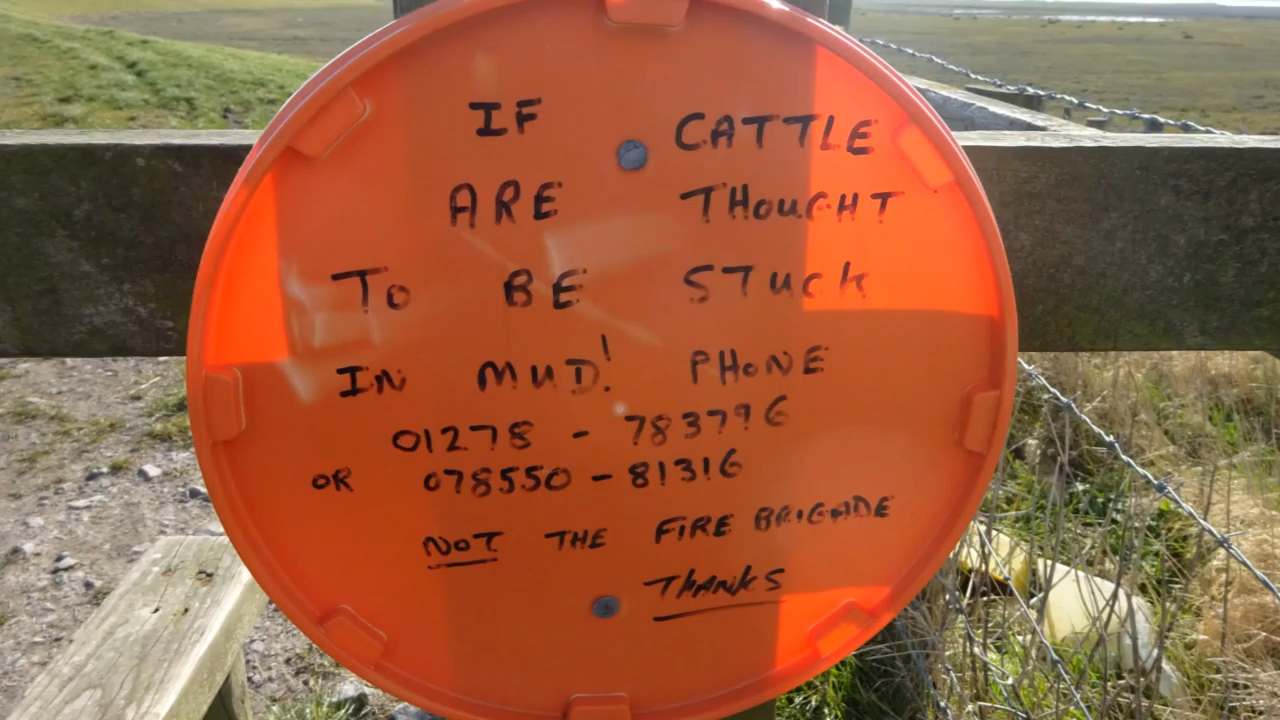 IF CATTLE
ARE THOUGHT
To BE STuck
IN MUD! PHONE
01278 - 783796
OR 078550 - 81316
NOT THE FIRE BRIGADE
THANKS